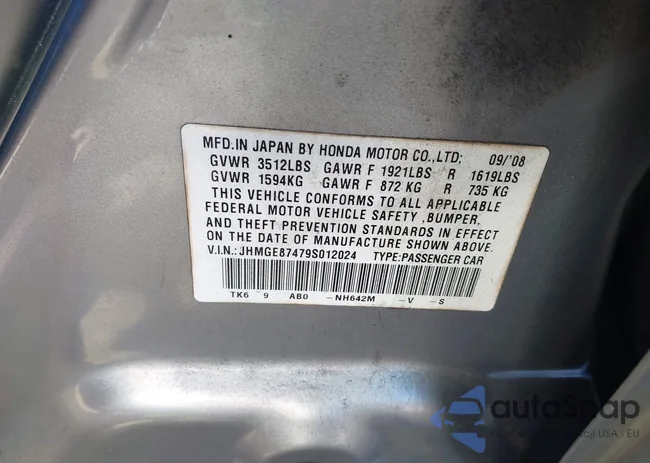 MFD.IN JAPAN BY HONDA MOTOR CO.,LTD; 09/'08
GVWR 3512LBS GAWR F 1921LBS R 1619LBS
GVWR 1594KG GAWR F 872 KG R 735 KG
THIS VEHICLE CONFORMS TO ALL APPLICABLE
FEDERAL MOTOR VEHICLE SAFETY ,BUMPER,
AND THEFT PREVENTION STANDARDS IN EFFECT
ON THE DATE OF MANUFACTURE SHOWN ABOVE.
V.I.N.:JHMGE87479S012024 TYPE:PASSENGER CAR
TK6 9 AB0 -NH642M -V -S
autoSnap
USA - EU